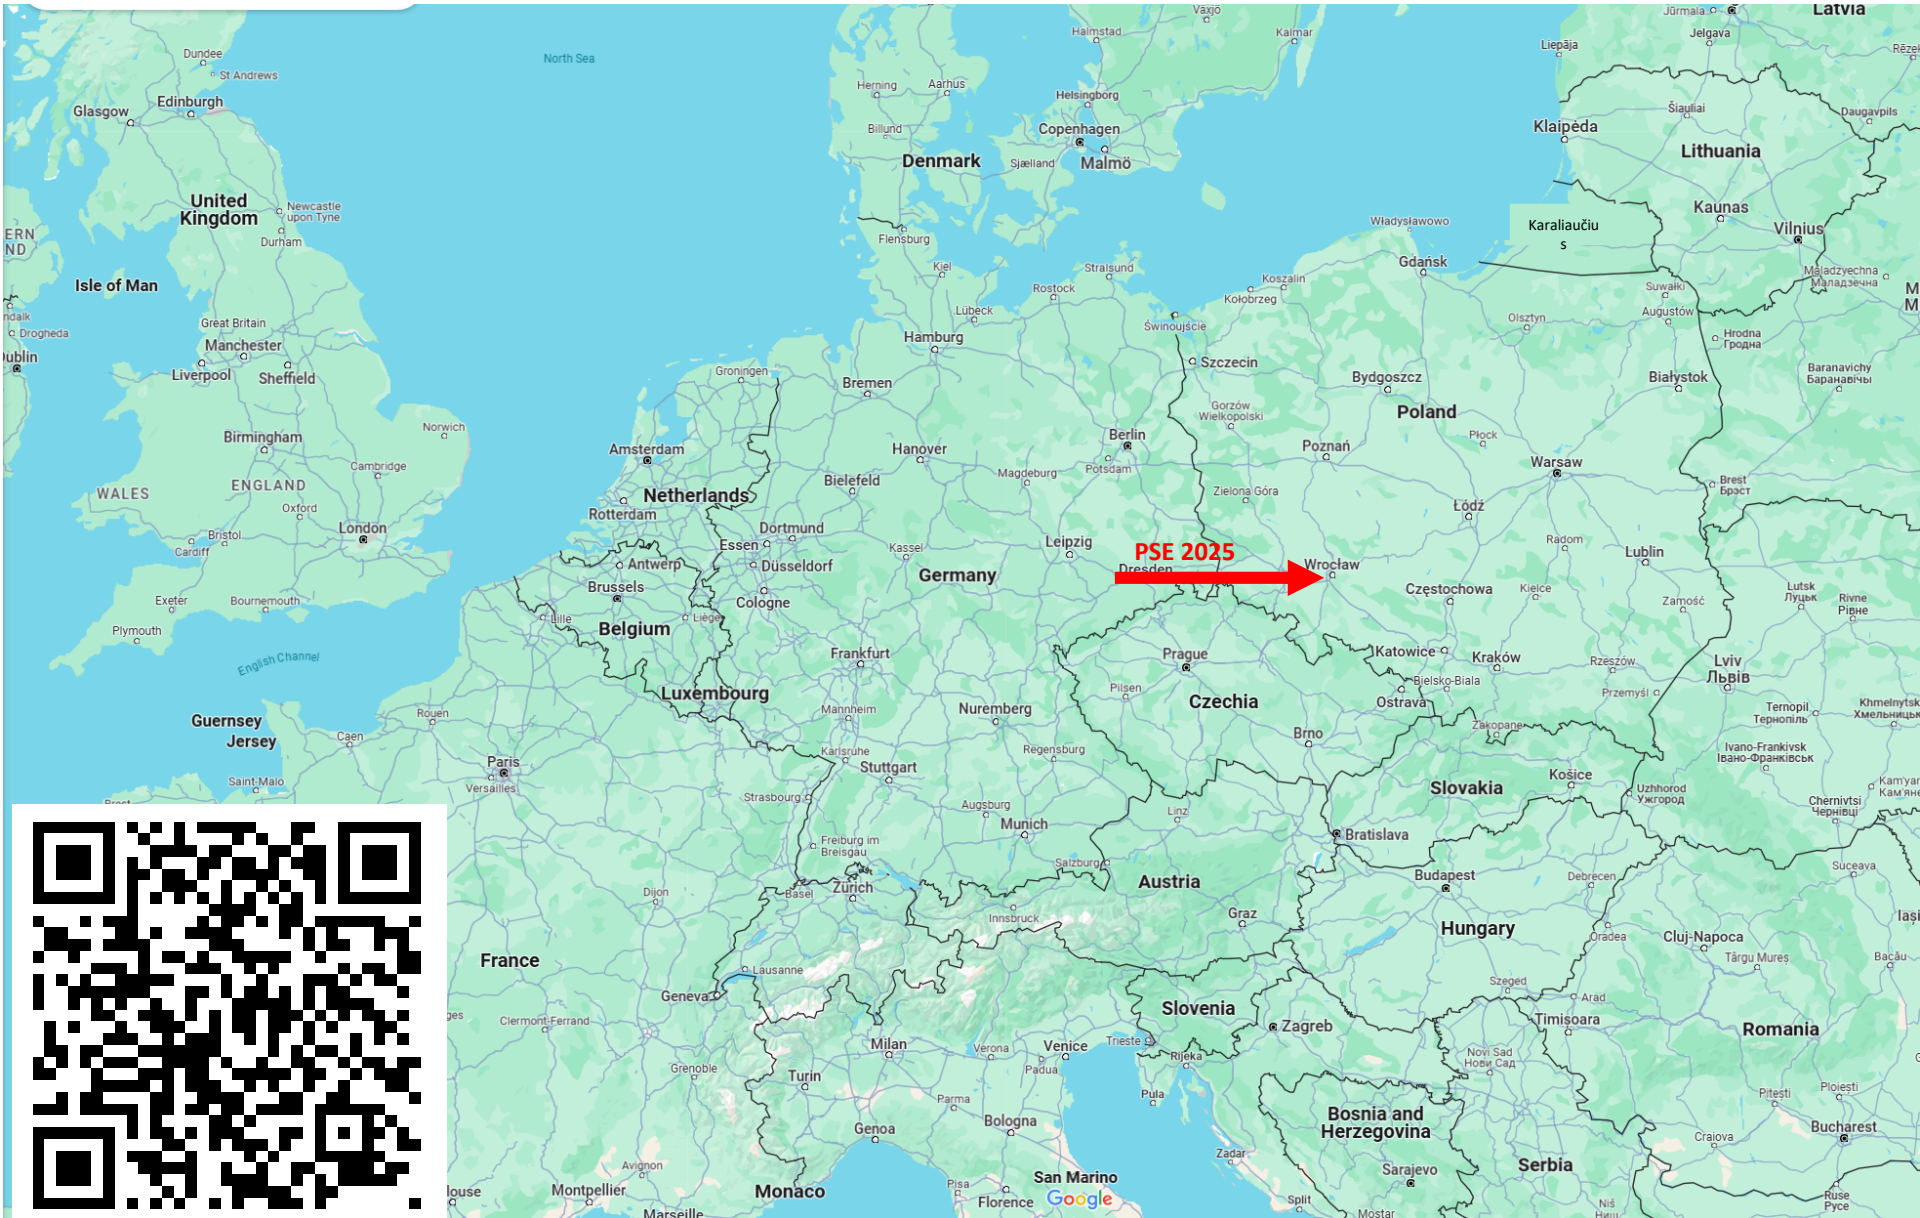 Växjö
Jūrmala
Latvia
Dundee
North Sea
Halmstad
Kalmar
Liepāja
Jelgava
St Andrews
Herning
Aarhus
Helsingborg
Glasgow
Edinburgh
Šiauliai
Daugavpils
Billund
Copenhagen
Klaipėda
Denmark
Sjælland
Malmö
Lithuania
United
Kingdom
Newcastle
upon Tyne
Kaunas
ERN
ND
Durham
Władysławowo
Karaliaučiu
s
Vilnius
Flensburg
Gdańsk
Isle of Man
Kiel
Stralsund
Koszalin
Maladzyechna
Маладзечна
Rostock
Kołobrzeg
Suwałki
Great Britain
Lübeck
Świnoujście
Olsztyn
Augustów
Drogheda
Manchester
Hamburg
Hrodna
Гродна
ublin
Liverpool
Sheffield
Groningen
Bremen
Szczecin
Bydgoszcz
Białystok
Baranavichy
Баранавічы
Norwich
Gorzów
Wielkopolski
Poland
Birmingham
Amsterdam
Hanover
Berlin
Poznań
Płock
Cambridge
Magdeburg
Potsdam
Warsaw
WALES
ENGLAND
Netherlands
Bielefeld
Zielona Góra
Brest
Брэст
Oxford
Rotterdam
Łódź
London
Dortmund
Bristol
Cardiff
Essen
Kassel
Leipzig
PSE 2025
Radom
Lublin
Antwerp
Düsseldorf
Germany
Dresden
Wrocław
Brussels
Częstochowa
Kielce
Lutsk
Луцьк
Rivne
Рівне
Exeter
Bournemouth
Cologne
Zamość
Plymouth
Lille
Belgium
Liège
English Channel
Frankfurt
Prague
Katowice
Kraków
Rzeszów
Lviv
Львів
Luxembourg
Pilsen
Czechia
Bielsko-Biala
Ostrava
Przemyśl
Guernsey
Jersey
Rouen
Mannheim
Nuremberg
Zakopane
Ternopil
Тернопіль
Khmelnytsk
Хмельницьк
Caen
Karlsruhe
Regensburg
Brno
Ivano-Frankivsk
Івано-Франківськ
Paris
Versailles
Stuttgart
Saint-Malo
Strasbourg
Augsburg
Linz
Slovakia
Košice
Uzhhorod
Ужгород
Chernivtsi
Чернівці
Munich
Bratislava
Freiburg im
Breisgau
Salzburg
Suceava
Dijon
Basel
Zürich
Austria
Budapest
Debrecen
Innsbruck
Graz
Iași
France
Hungary
Oradea
Cluj-Napoca
Târgu Mureș
Bacău
Lausanne
Geneva
Szeged
Arad
ges
Clermont-Ferrand
Slovenia
Zagreb
Timișoara
Romania
Milan
Verona
Venice
Padua
Trieste
Rijeka
Novi Sad
Нови Сад
Grenoble
Turin
Parma
Pula
Pitești
Ploiești
Genoa
Bologna
Bosnia and
Herzegovina
Craiova
Bucharest
Avignon
Zadar
Sarajevo
Serbia
louse
Montpellier
Monaco
Pisa
San Marino
Google
Florence
Split
Mostar
Ruse
Русе
Marseille
Niš